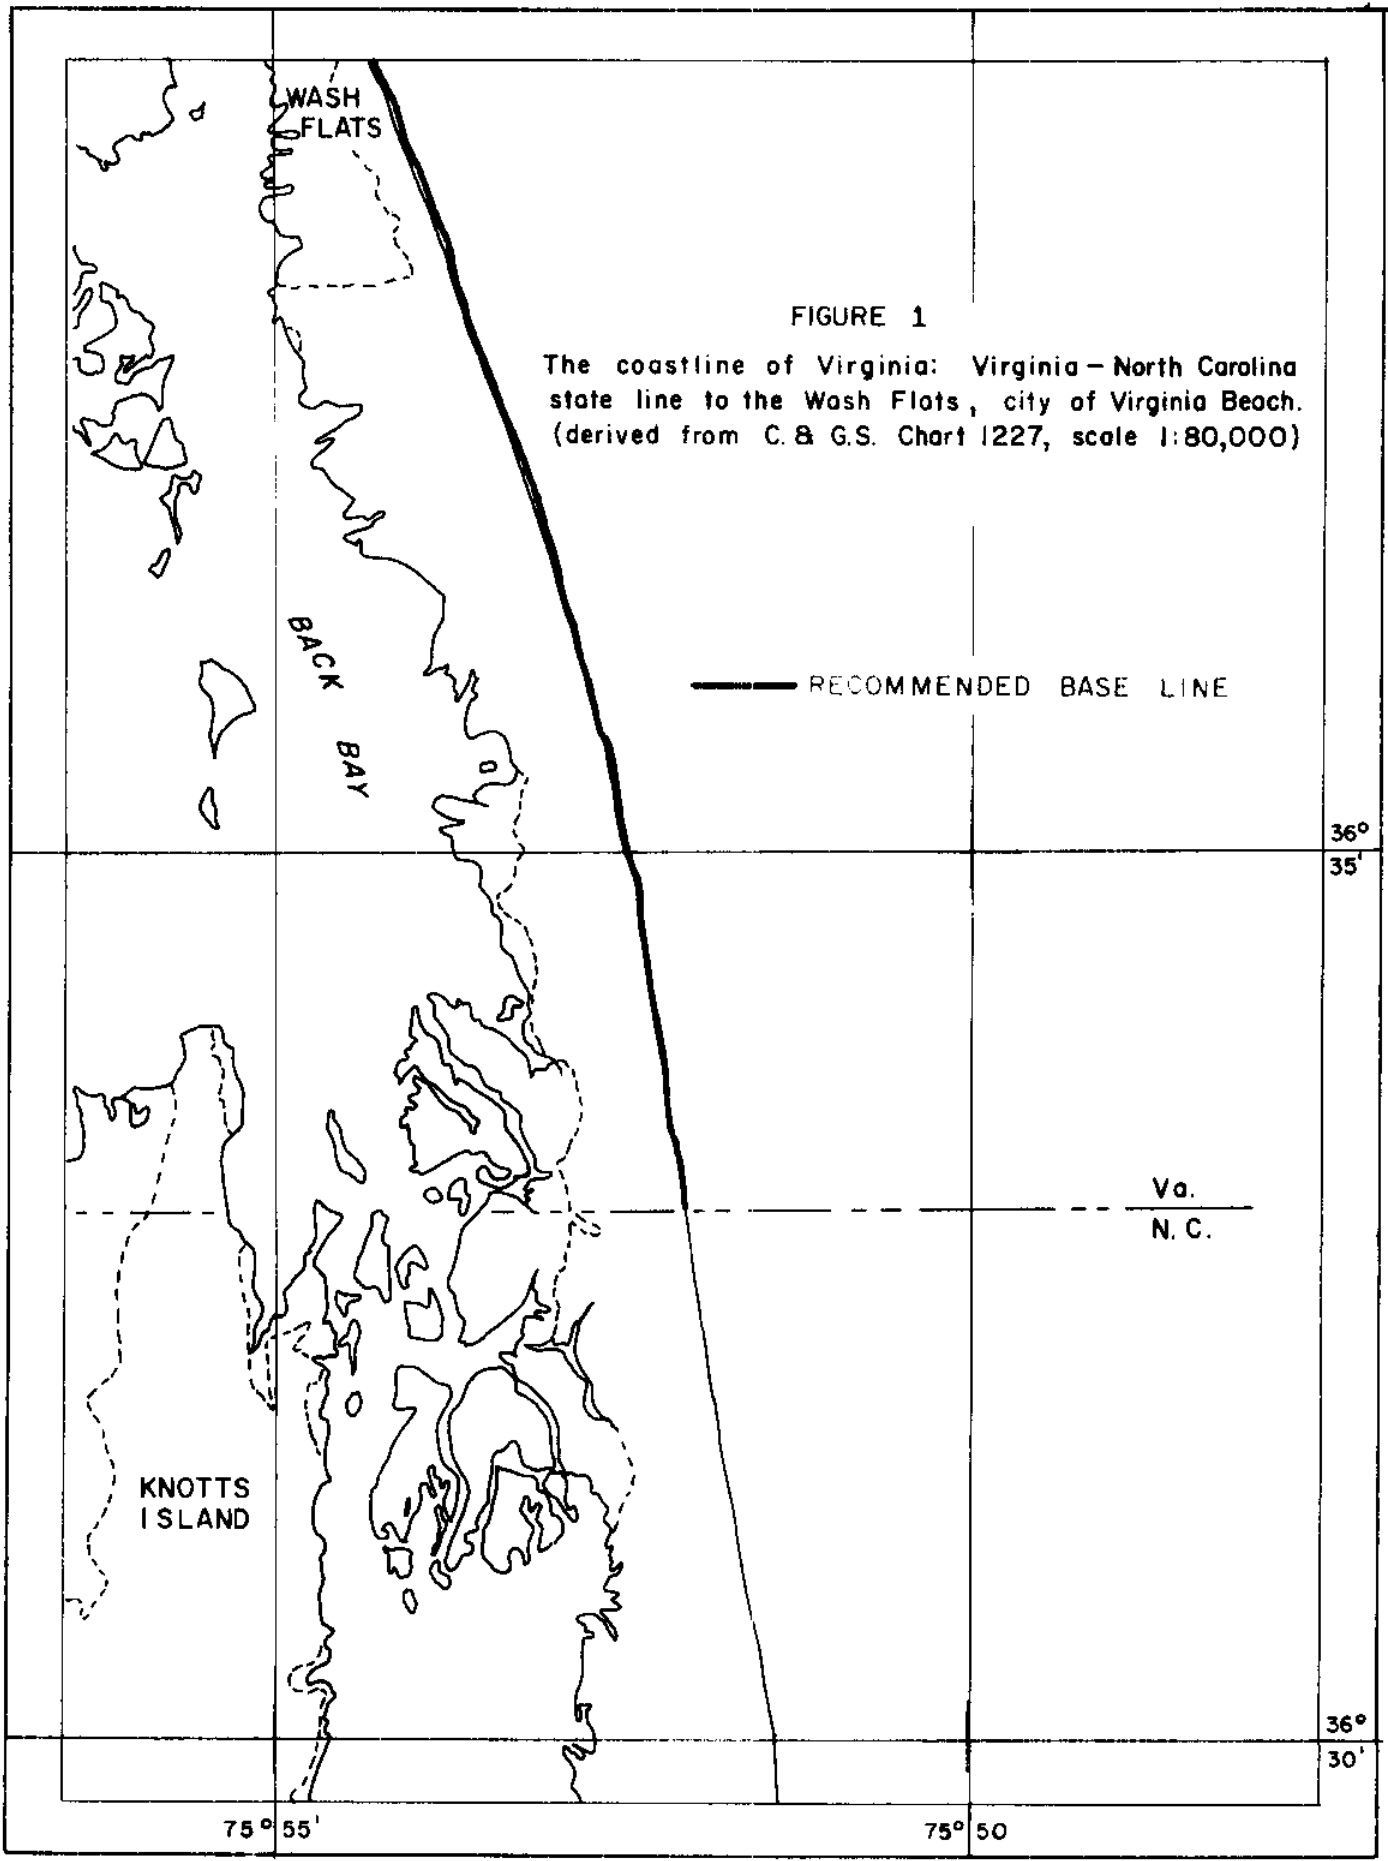 WASH
FLATS
FIGURE 1
The coastline of Virginia: Virginia – North Carolina
state line to the Wash Flats, city of Virginia Beach.
(derived from C. & G.S. Chart 1227, scale 1:80,000)
BACK
BAY
RECOMMENDED BASE LINE
36°
35'
Va.
N.C.
KNOTTS
ISLAND
36°
30'
75° 55'
75° 50